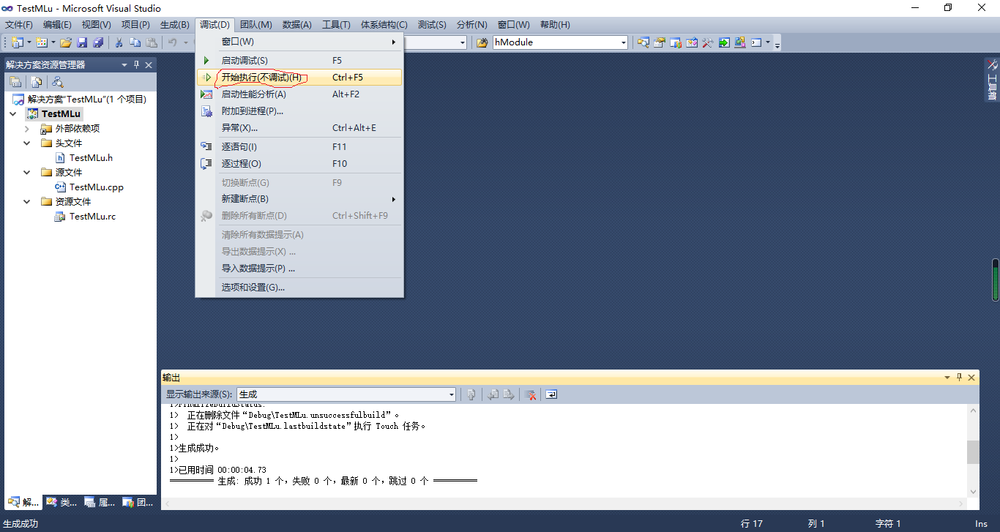 TestMLu - Microsoft Visual Studio
文件(F) 编辑(E) 视图(V) 项目(P) 生成(B) 调试(D) 团队(M) 数据(A) 工具(T) 体系结构(C) 测试(S) 分析(N) 窗口(W) 帮助(H)
hModule
解决方案资源管理器
解决方案"TestMLu"(1 个项目)
TestMLu
外部依赖项
头文件
TestMLu.h
源文件
TestMLu.cpp
资源文件
TestMLu.rc
解... 类... 属... 团...
窗口(W)
启动调试(S) F5
开始执行(不调试)(H) Ctrl+F5
启动性能分析(A) Alt+F2
附加到进程(P)...
异常(X)... Ctrl+Alt+E
逐语句(I) F11
逐过程(O) F10
切换断点(G) F9
新建断点(B)
删除所有断点(D) Ctrl+Shift+F9
清除所有数据提示(A)
导出数据提示(X) ...
导入数据提示(P) ...
选项和设置(G)...
工具箱
输出
显示输出来源(S): 生成
1>FinalizeBuildStatus:
1> 正在删除文件“Debug\TestMLu.unsuccessfulbuild”。
1> 正在对“Debug\TestMLu.lastbuildstate”执行 Touch 任务。
1>
1>生成成功。
1>
1>已用时间 00:00:04.73
========== 生成: 成功 1 个，失败 0 个，最新 0 个，跳过 0 个 ==========
生成成功 行 17 列 1 字符 1 Ins